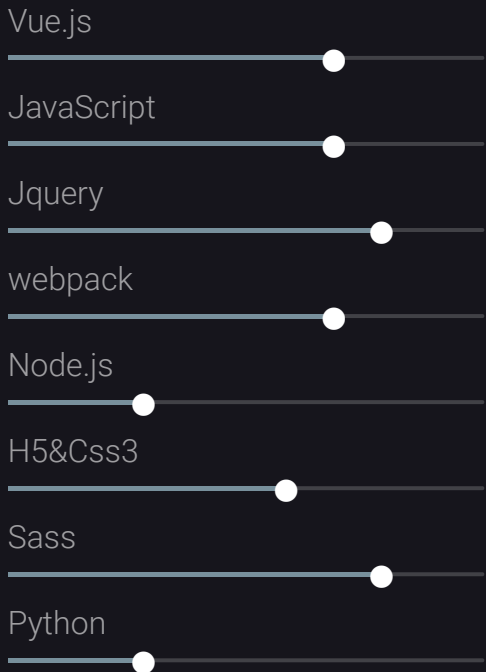 Vue.js
JavaScript
Jquery
webpack
Node.js
H5&Css3
Sass
Python